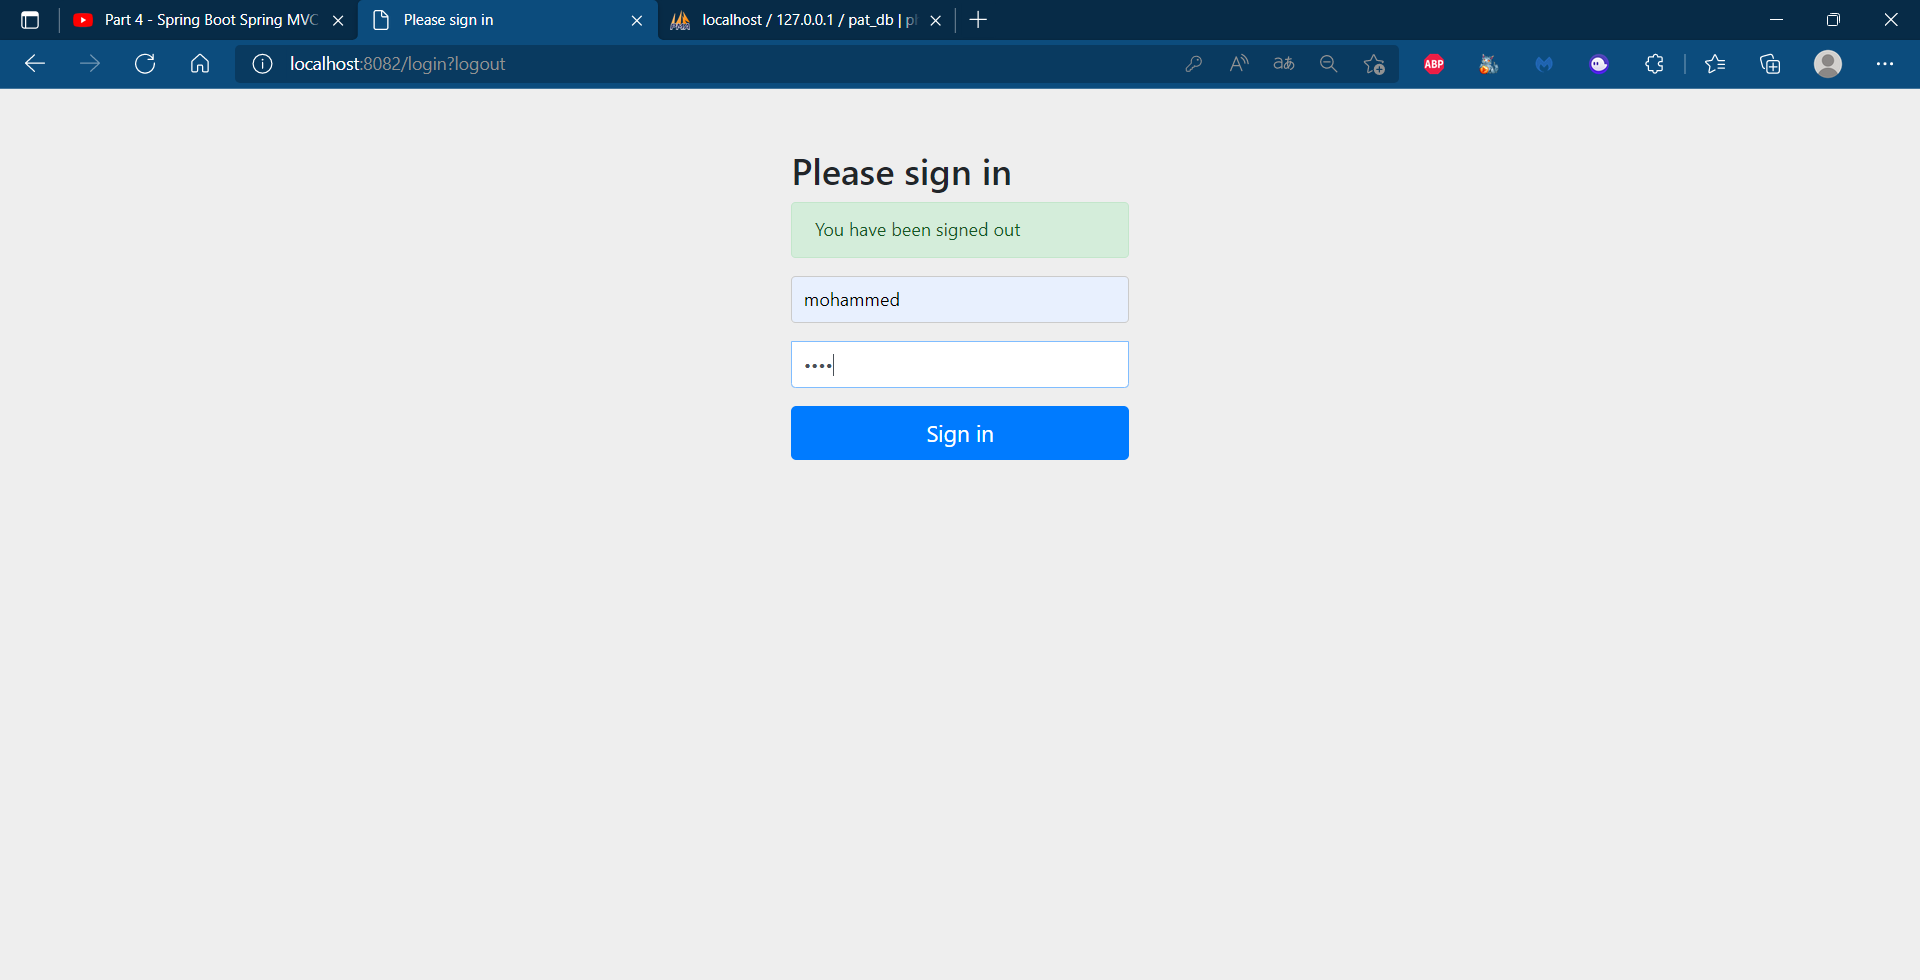 Part 4 - Spring Boot Spring MVC
Please sign in
localhost / 127.0.0.1 / pat_db |
localhost:8082/login?logout
ABP
Please sign in
You have been signed out
mohammed
••••
Sign in